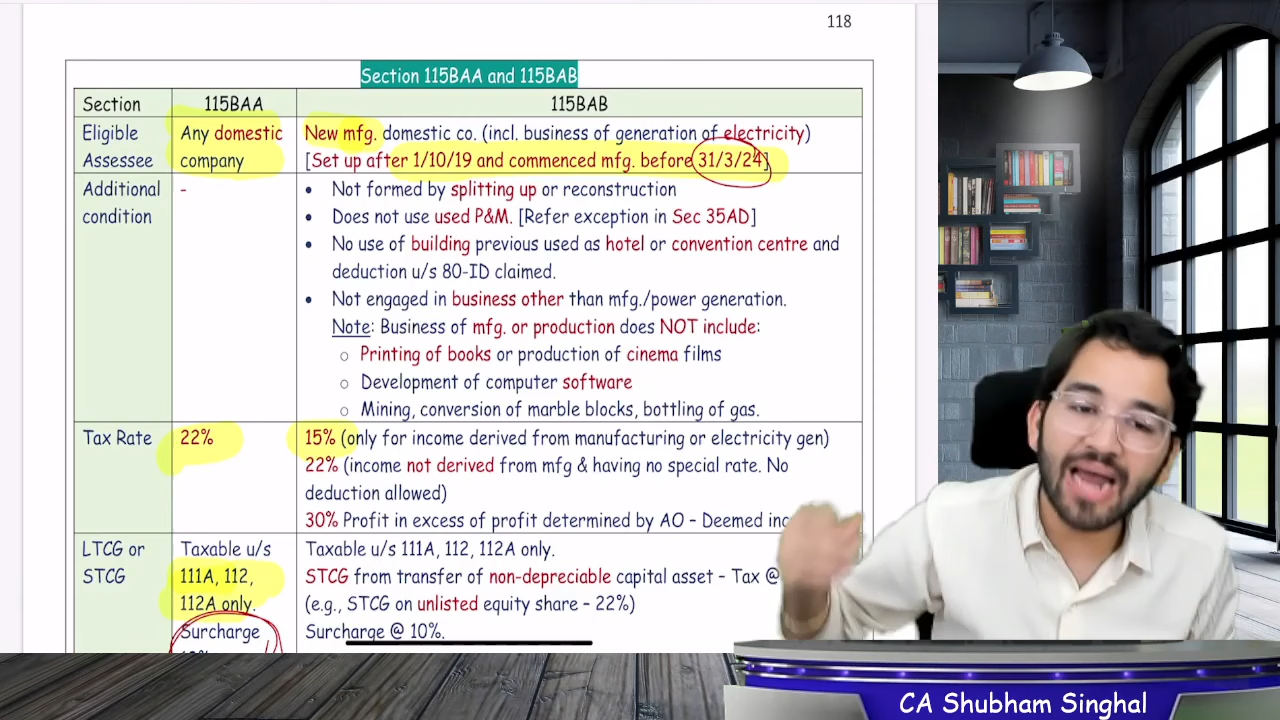 118
Section 115BAA and 115BAB
Section 115BAA 115BAB
Eligible Assessee
Any domestic company
New mfg. domestic co. (incl. business of generation of electricity)
[Set up after 1/10/19 and commenced mfg. before 31/3/24]
Additional condition
-
• Not formed by splitting up or reconstruction
• Does not use used P&M. [Refer exception in Sec 35AD]
• No use of building previous used as hotel or convention centre and
deduction u/s 80-ID claimed.
• Not engaged in business other than mfg./power generation.
Note: Business of mfg. or production does NOT include:
○ Printing of books or production of cinema films
○ Development of computer software
○ Mining, conversion of marble blocks, bottling of gas.
Tax Rate
22%
15% (only for income derived from manufacturing or electricity gen)
22% (income not derived from mfg & having no special rate. No
deduction allowed)
30% Profit in excess of profit determined by AO – Deemed
LTCG or
STCG
Taxable u/s
111A, 112,
112A only.
Surcharge
Taxable u/s 111A, 112, 112A only.
STCG from transfer of non-depreciable capital asset – Tax @
(e.g., STCG on unlisted equity share – 22%)
Surcharge @ 10%.
CA Shubham Singhal